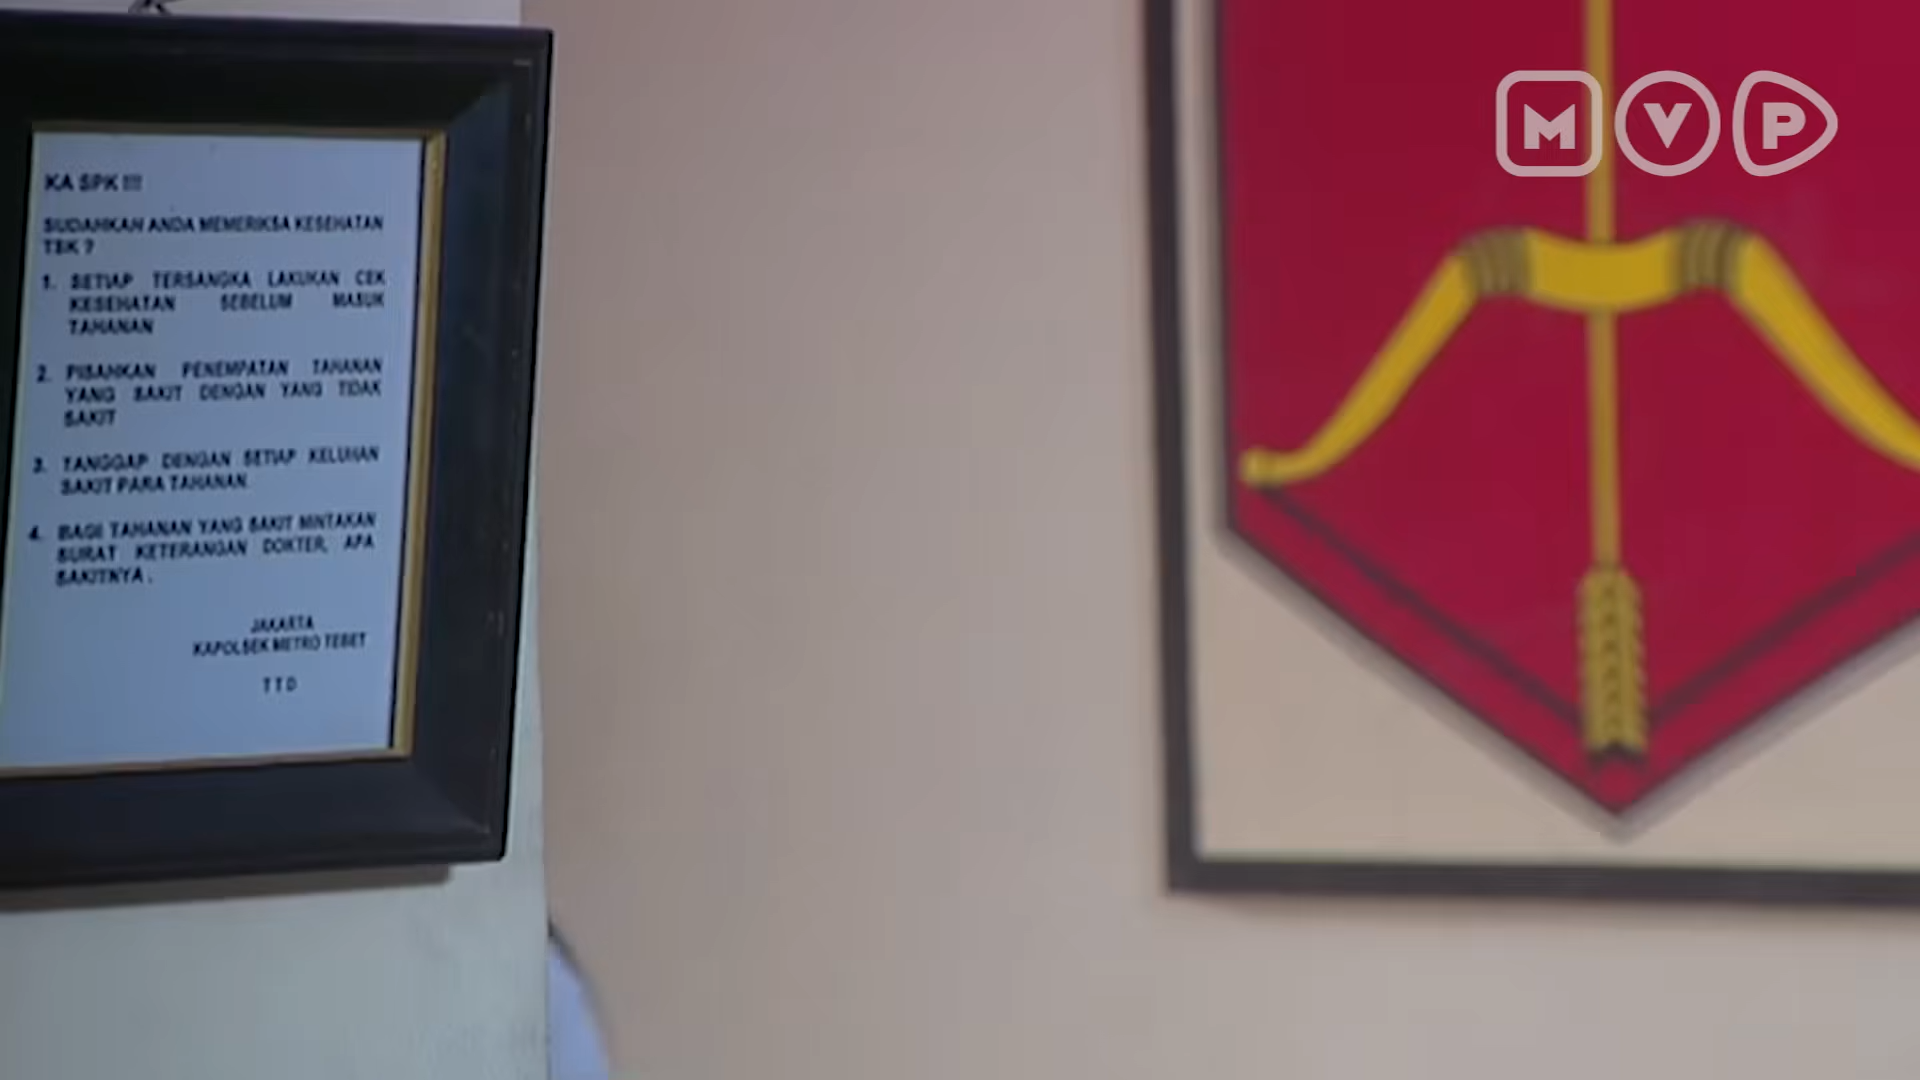 KA SPK !!!
SUDAHKAH ANDA MEMERIKSA KESEHATAN
TSK ?
1. SETIAP TERSANGKA LAKUKAN CEK
KESEHATAN SEBELUM MASUK
TAHANAN
2. PISAHKAN PENEMPATAN TAHANAN
YANG SAKIT DENGAN YANG TIDAK
SAKIT
3. TANGGAP DENGAN SETIAP KELUHAN
SAKIT PARA TAHANAN
4. BAGI TAHANAN YANG SAKIT MINTAKAN
SURAT KETERANGAN DOKTER, APA
SAKITNYA .
JAKARTA
KAPOLSEK METRO TEBET
TTD
MVP